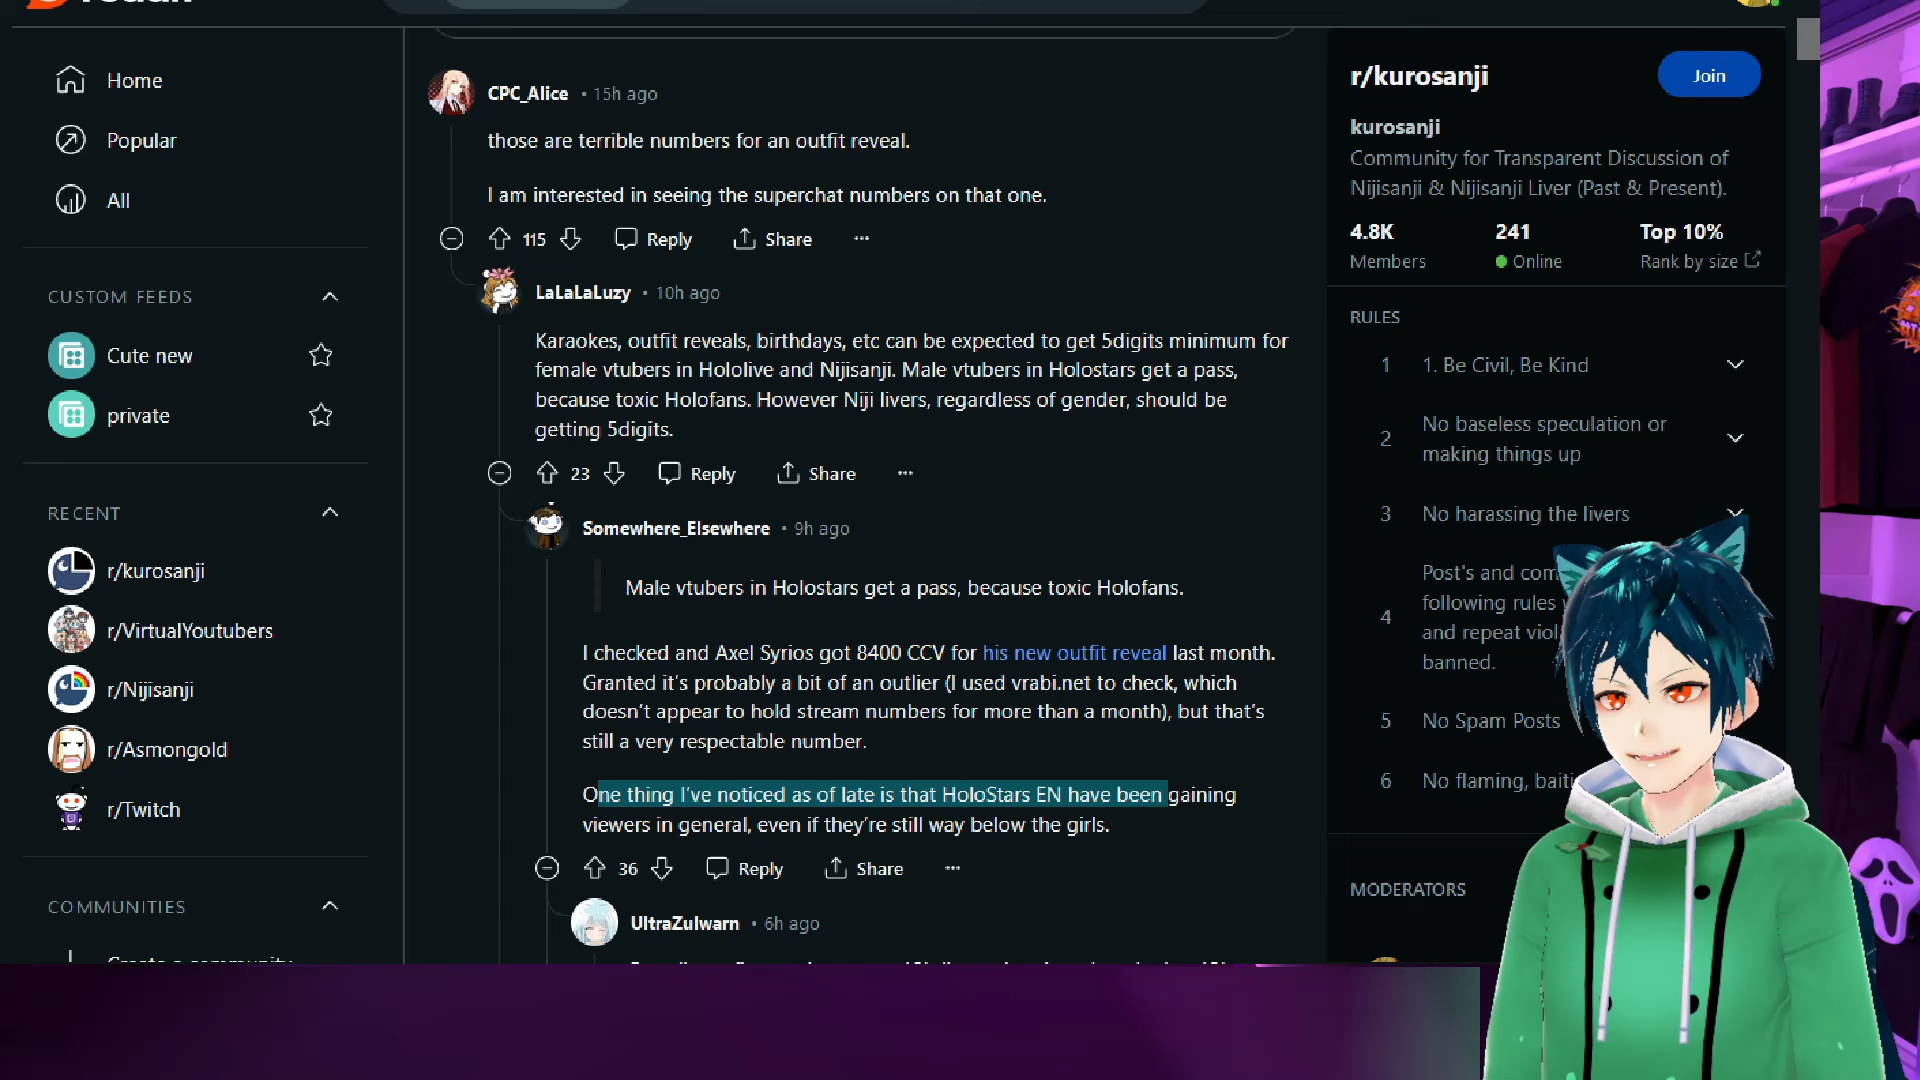 Home
Popular
All
CUSTOM FEEDS
Cute new
private
RECENT
r/kurosanji
r/VirtualYoutubers
r/Nijisanji
r/Asmongold
r/Twitch
COMMUNITIES
Create a community
CPC_Alice • 15h ago
those are terrible numbers for an outfit reveal.
I am interested in seeing the superchat numbers on that one.
115 Reply Share ...
LaLaLaLuzy • 10h ago
Karaokes, outfit reveals, birthdays, etc can be expected to get 5digits minimum for
female vtubers in Hololive and Nijisanji. Male vtubers in Holostars get a pass,
because toxic Holofans. However Niji livers, regardless of gender, should be
getting 5digits.
23 Reply Share ...
Somewhere_Elsewhere • 9h ago
Male vtubers in Holostars get a pass, because toxic Holofans.
I checked and Axel Syrios got 8400 CCV for his new outfit reveal last month.
Granted it's probably a bit of an outlier (I used vrabi.net to check, which
doesn't appear to hold stream numbers for more than a month), but that's
still a very respectable number.
One thing I've noticed as of late is that HoloStars EN have been gaining
viewers in general, even if they're still way below the girls.
36 Reply Share ...
UltraZulwarn • 6h ago
r/kurosanji
Join
kurosanji
Community for Transparent Discussion of
Nijisanji & Nijisanji Liver (Past & Present).
4.8K 241 Top 10%
Members Online Rank by size
RULES
1 1. Be Civil, Be Kind
2 No baseless speculation or
making things up
3 No harassing the livers
4 Post's and com
following rules
and repeat viol
banned.
5 No Spam Posts
6 No flaming, baiti
MODERATORS